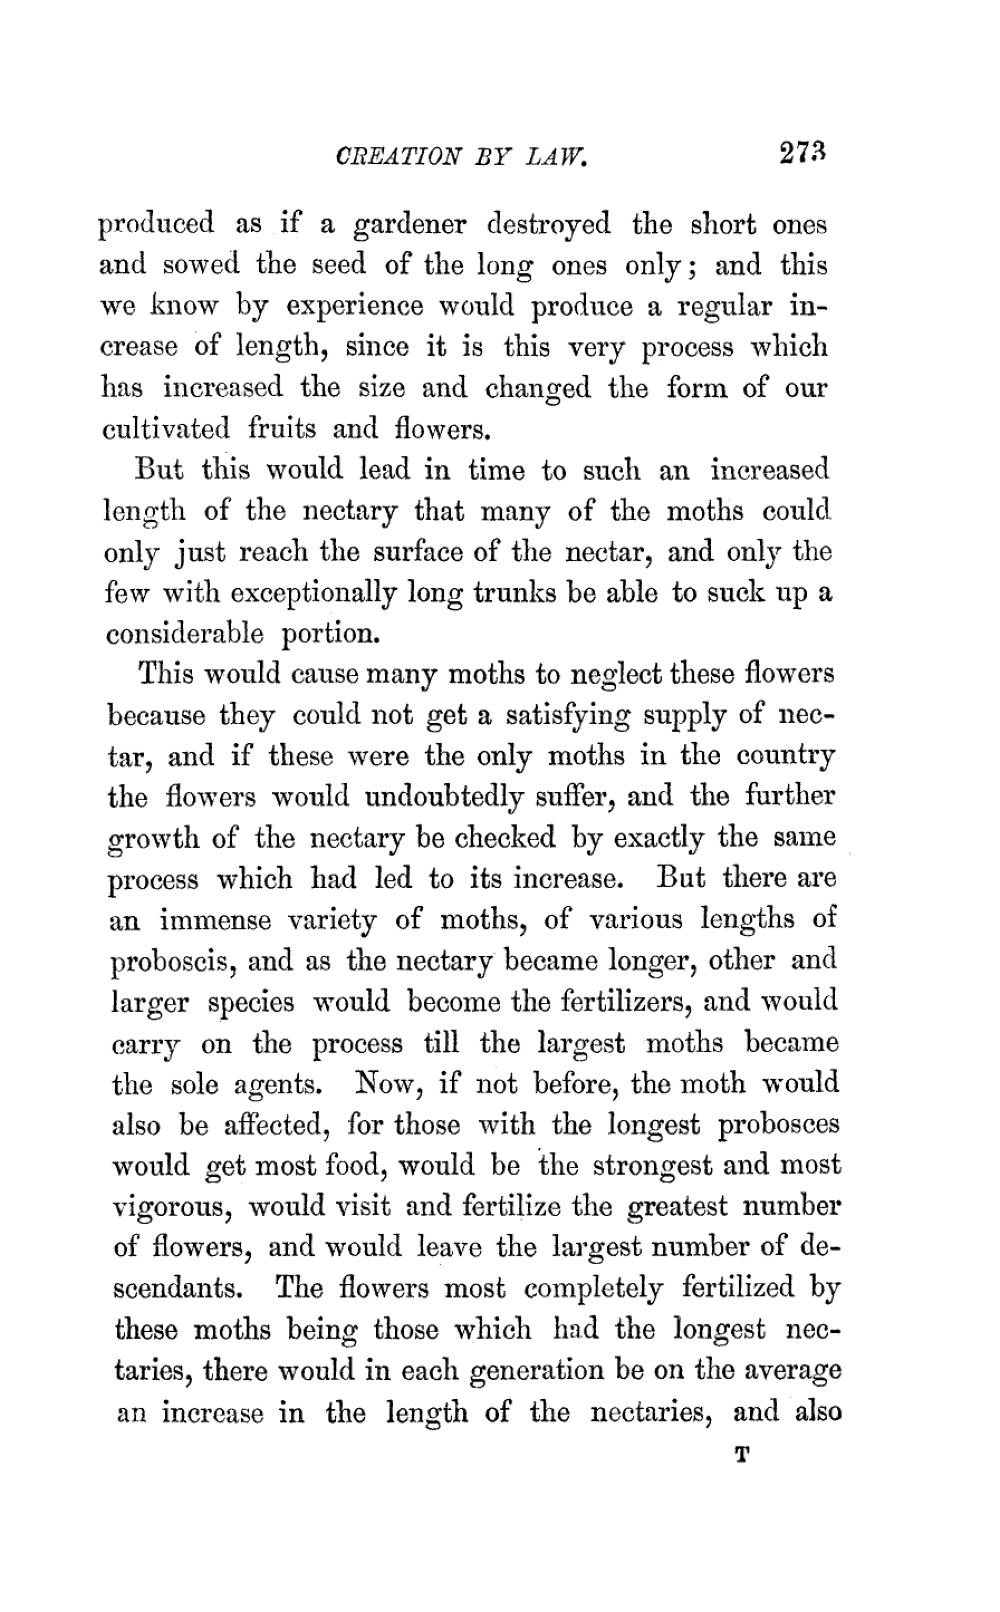 CREATION BY LAW. 273
produced as if a gardener destroyed the short ones
and sowed the seed of the long ones only; and this
we know by experience would produce a regular in-
crease of length, since it is this very process which
has increased the size and changed the form of our
cultivated fruits and flowers.
But this would lead in time to such an increased
length of the nectary that many of the moths could
only just reach the surface of the nectar, and only the
few with exceptionally long trunks be able to suck up a
considerable portion.
This would cause many moths to neglect these flowers
because they could not get a satisfying supply of nec-
tar, and if these were the only moths in the country
the flowers would undoubtedly suffer, and the further
growth of the nectary be checked by exactly the same
process which had led to its increase. But there are
an immense variety of moths, of various lengths of
proboscis, and as the nectary became longer, other and
larger species would become the fertilizers, and would
carry on the process till the largest moths became
the sole agents. Now, if not before, the moth would
also be affected, for those with the longest probosces
would get most food, would be the strongest and most
vigorous, would visit and fertilize the greatest number
of flowers, and would leave the largest number of de-
scendants. The flowers most completely fertilized by
these moths being those which had the longest nec-
taries, there would in each generation be on the average
an increase in the length of the nectaries, and also
T